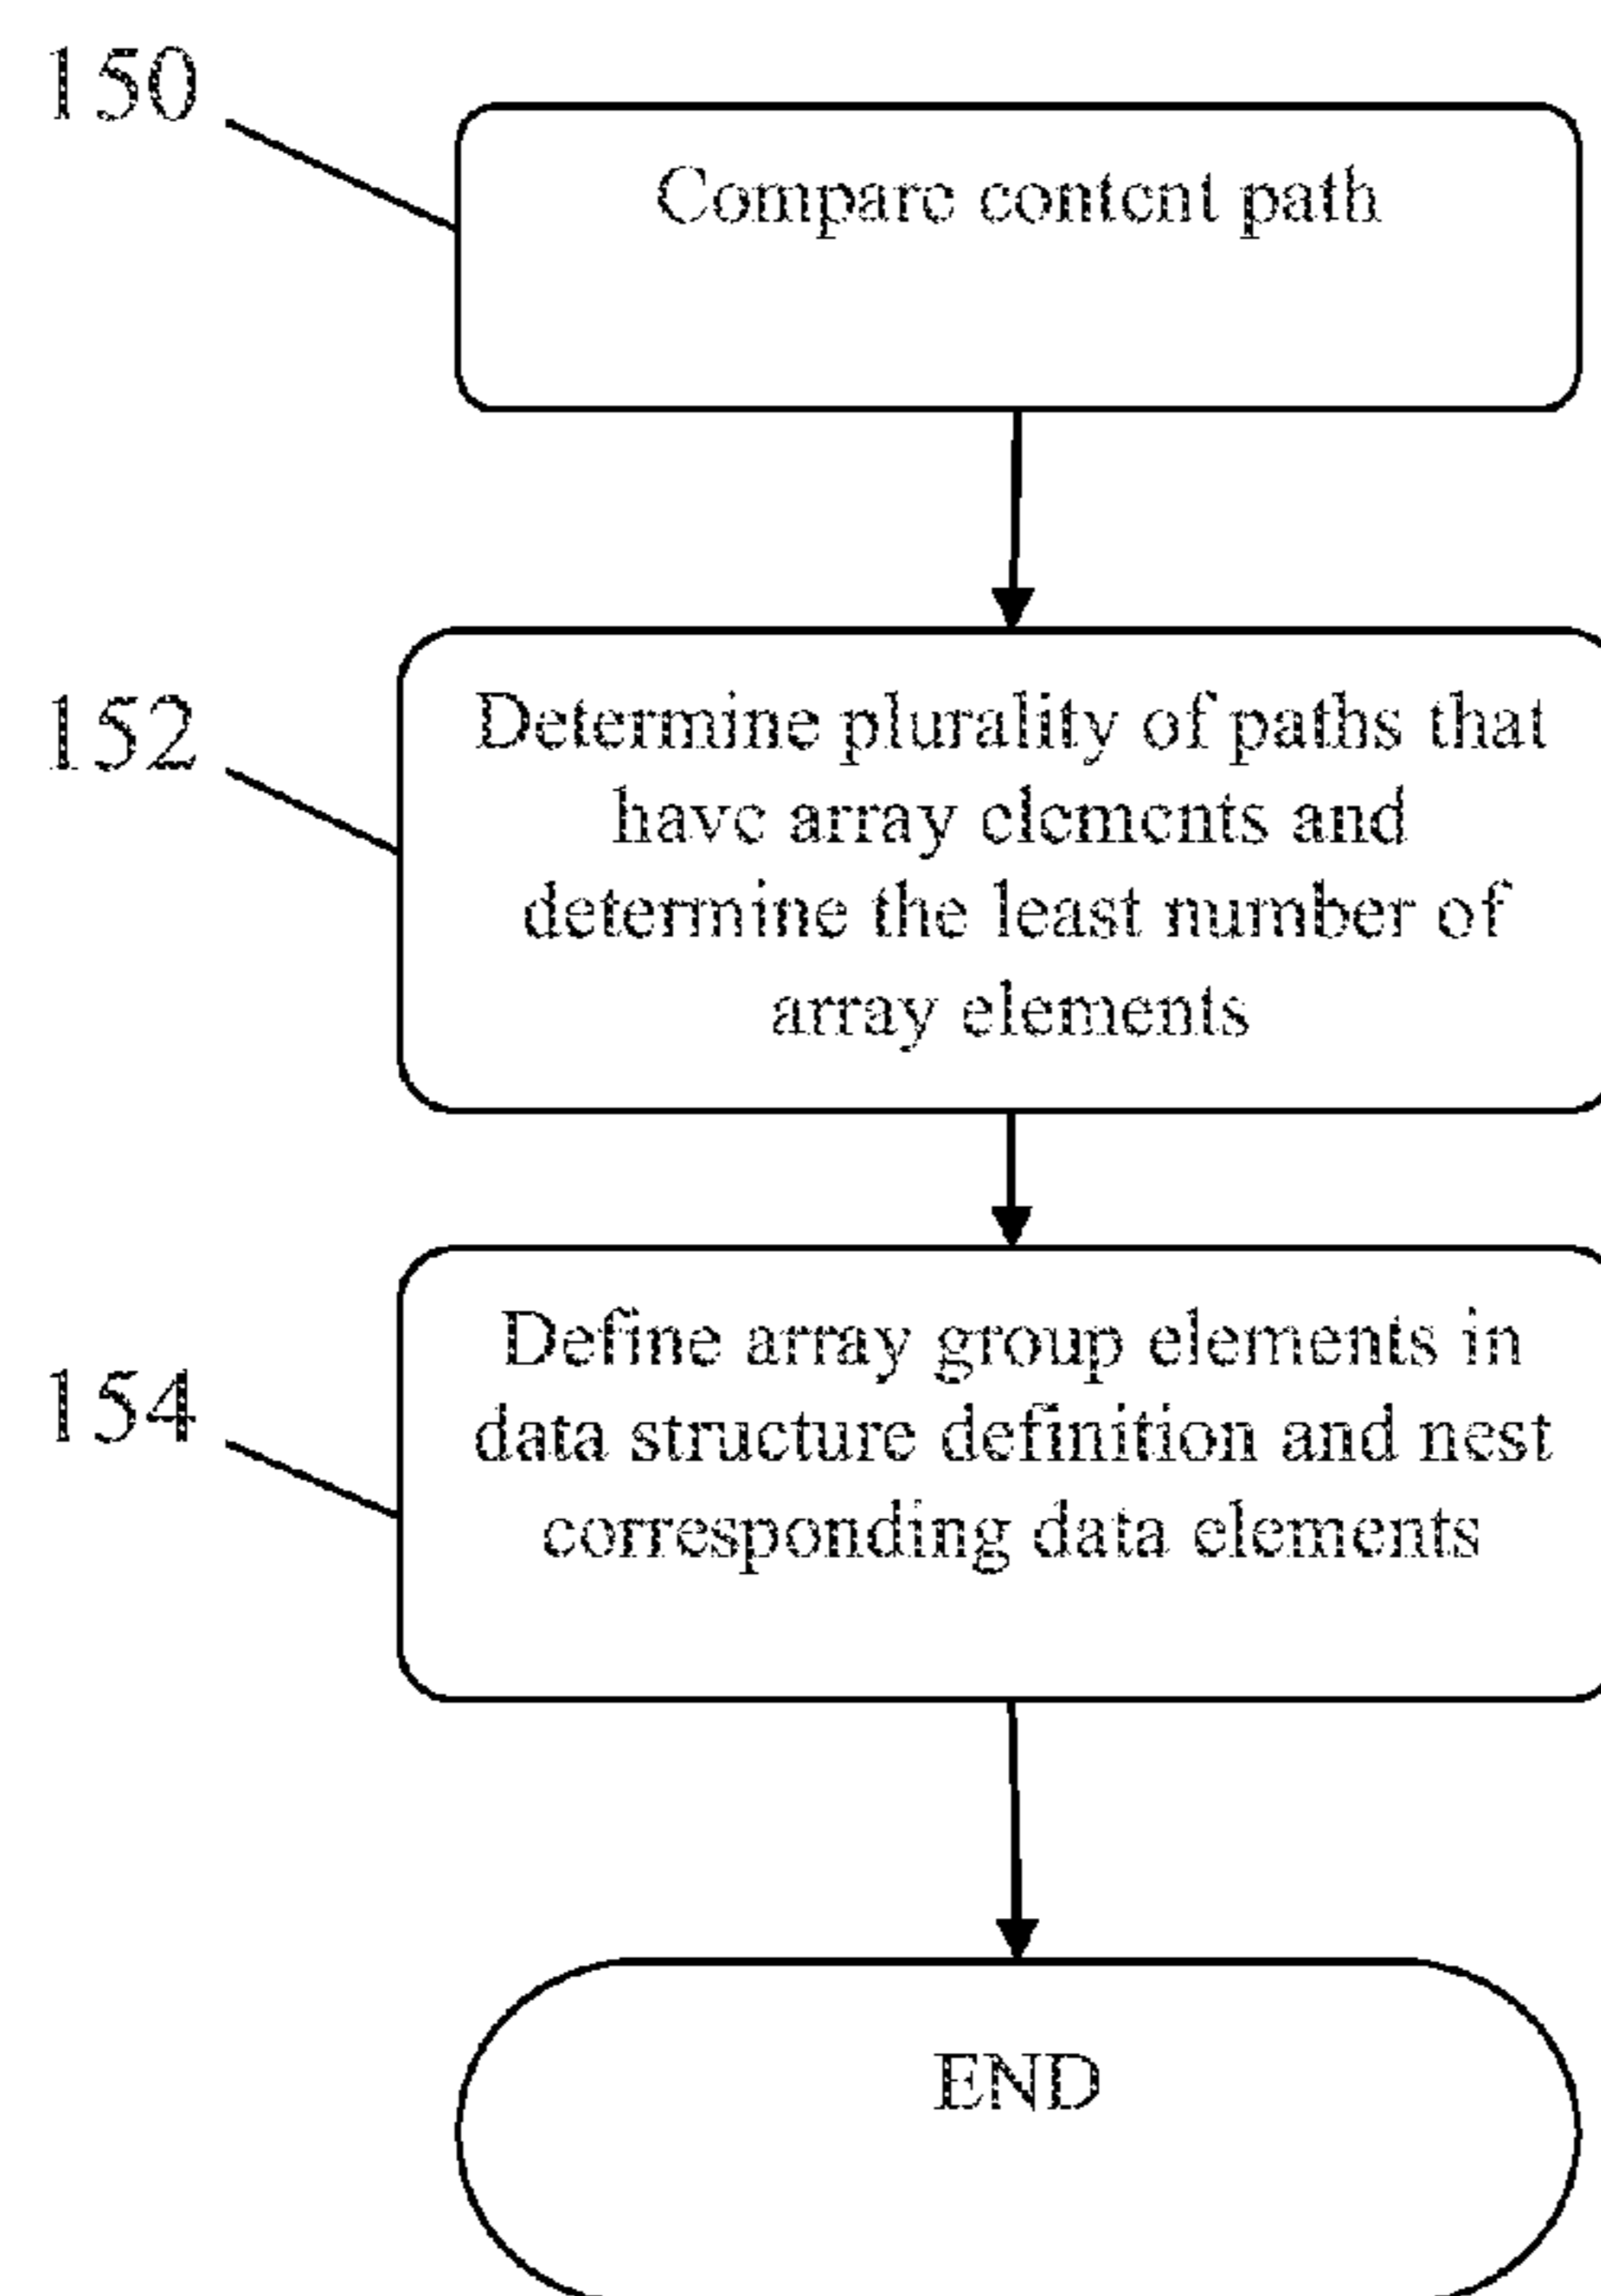 150
Compare content path
152
Determine plurality of paths that
have array elements and
determine the least number of
array elements
154
Define array group elements in
data structure definition and nest
corresponding data elements
END